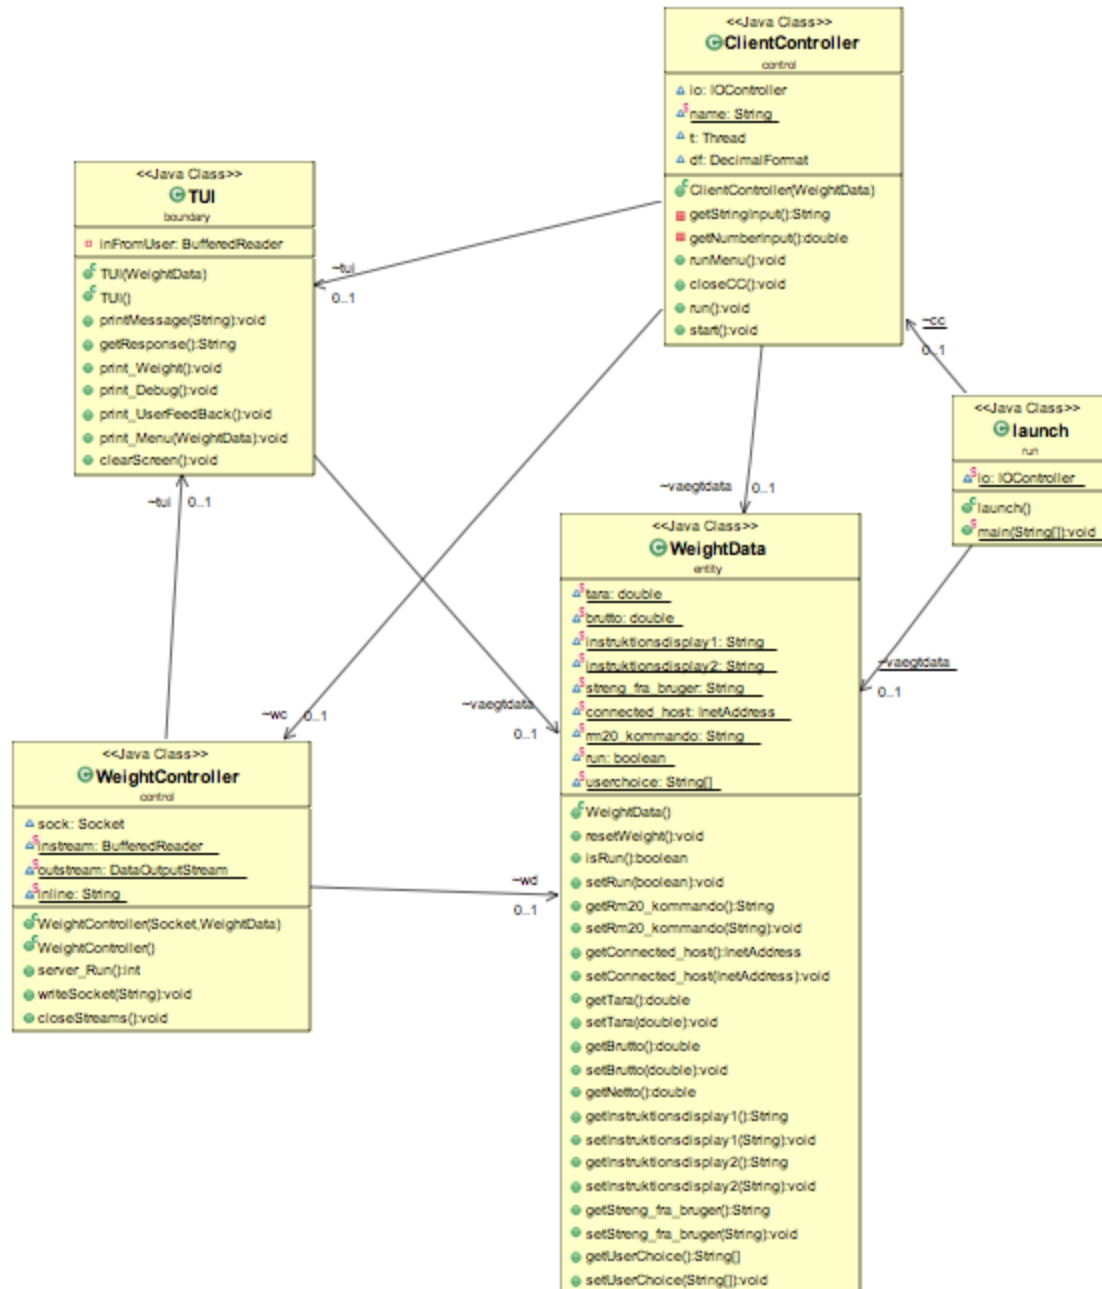 <<Java Class>>
ClientController
control
io: IOController
name: String
t: Thread
df: DecimalFormat
ClientController(WeightData)
getStringInput():String
getNumberInput():double
runMenu():void
closeCC():void
run():void
start():void
<<Java Class>>
TUI
boundary
inFromUser: BufferedReader
TUI(WeightData)
TUI()
printMessage(String):void
getResponse():String
print_Weight():void
print_Debug():void
print_UserFeedBack():void
print_Menu(WeightData):void
clearScreen():void
~tui
0..1
~cc
0..1
<<Java Class>>
launch
run
io: IOController
launch()
main(String[]):void
~tui 0..1
~vaegtdata 0..1
~vaegtdata
0..1
~wc 0..1
~vaegtdata
0..1
<<Java Class>>
WeightData
entity
tara: double
brutto: double
instruktionsdisplay1: String
instruktionsdisplay2: String
streng_fra_bruger: String
connected_host: InetAddress
rm20_kommando: String
run: boolean
userchoice: String[]
WeightData()
resetWeight():void
isRun():boolean
setRun(boolean):void
getRm20_kommando():String
setRm20_kommando(String):void
getConnected_host():InetAddress
setConnected_host(InetAddress):void
getTara():double
setTara(double):void
getBrutto():double
setBrutto(double):void
getNetto():double
getInstruktionsdisplay1():String
setInstruktionsdisplay1(String):void
getInstruktionsdisplay2():String
setInstruktionsdisplay2(String):void
getStreng_fra_bruger():String
setStreng_fra_bruger(String):void
getUserChoice():String[]
setUserChoice(String[]):void
<<Java Class>>
WeightController
control
sock: Socket
instream: BufferedReader
outstream: DataOutputStream
inline: String
WeightController(Socket,WeightData)
WeightController()
server_Run():int
writeSocket(String):void
closeStreams():void
~wd
0..1